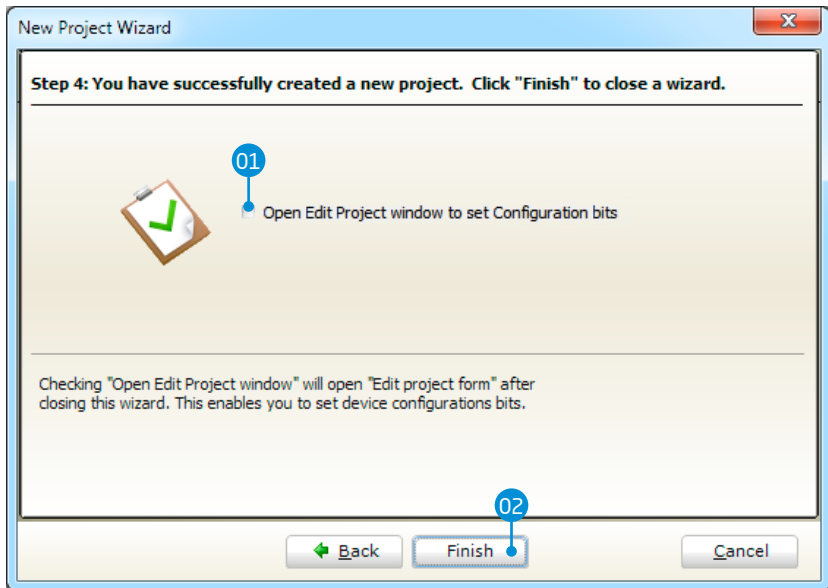 New Project Wizard
Step 4: You have successfully created a new project. Click "Finish" to close a wizard.
01
Open Edit Project window to set Configuration bits
Checking "Open Edit Project window" will open "Edit project form" after
closing this wizard. This enables you to set device configurations bits.
02
Back Finish Cancel